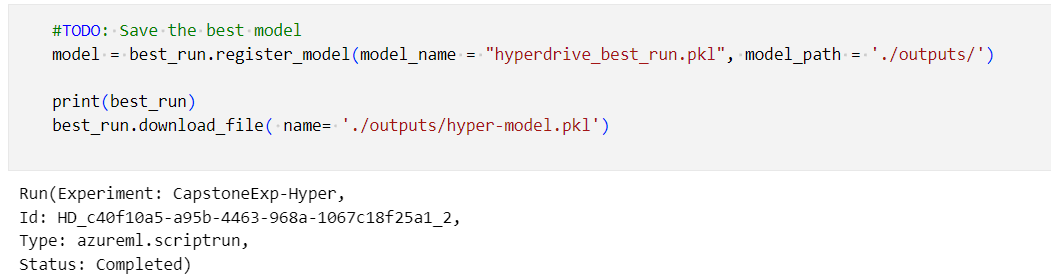 #TODO: Save the best model
model = best_run.register_model(model_name = "hyperdrive_best_run.pkl", model_path = './outputs/')
print(best_run)
best_run.download_file( name= './outputs/hyper-model.pkl')
Run(Experiment: CapstoneExp-Hyper,
Id: HD_c40f10a5-a95b-4463-968a-1067c18f25a1_2,
Type: azureml.scriptrun,
Status: Completed)